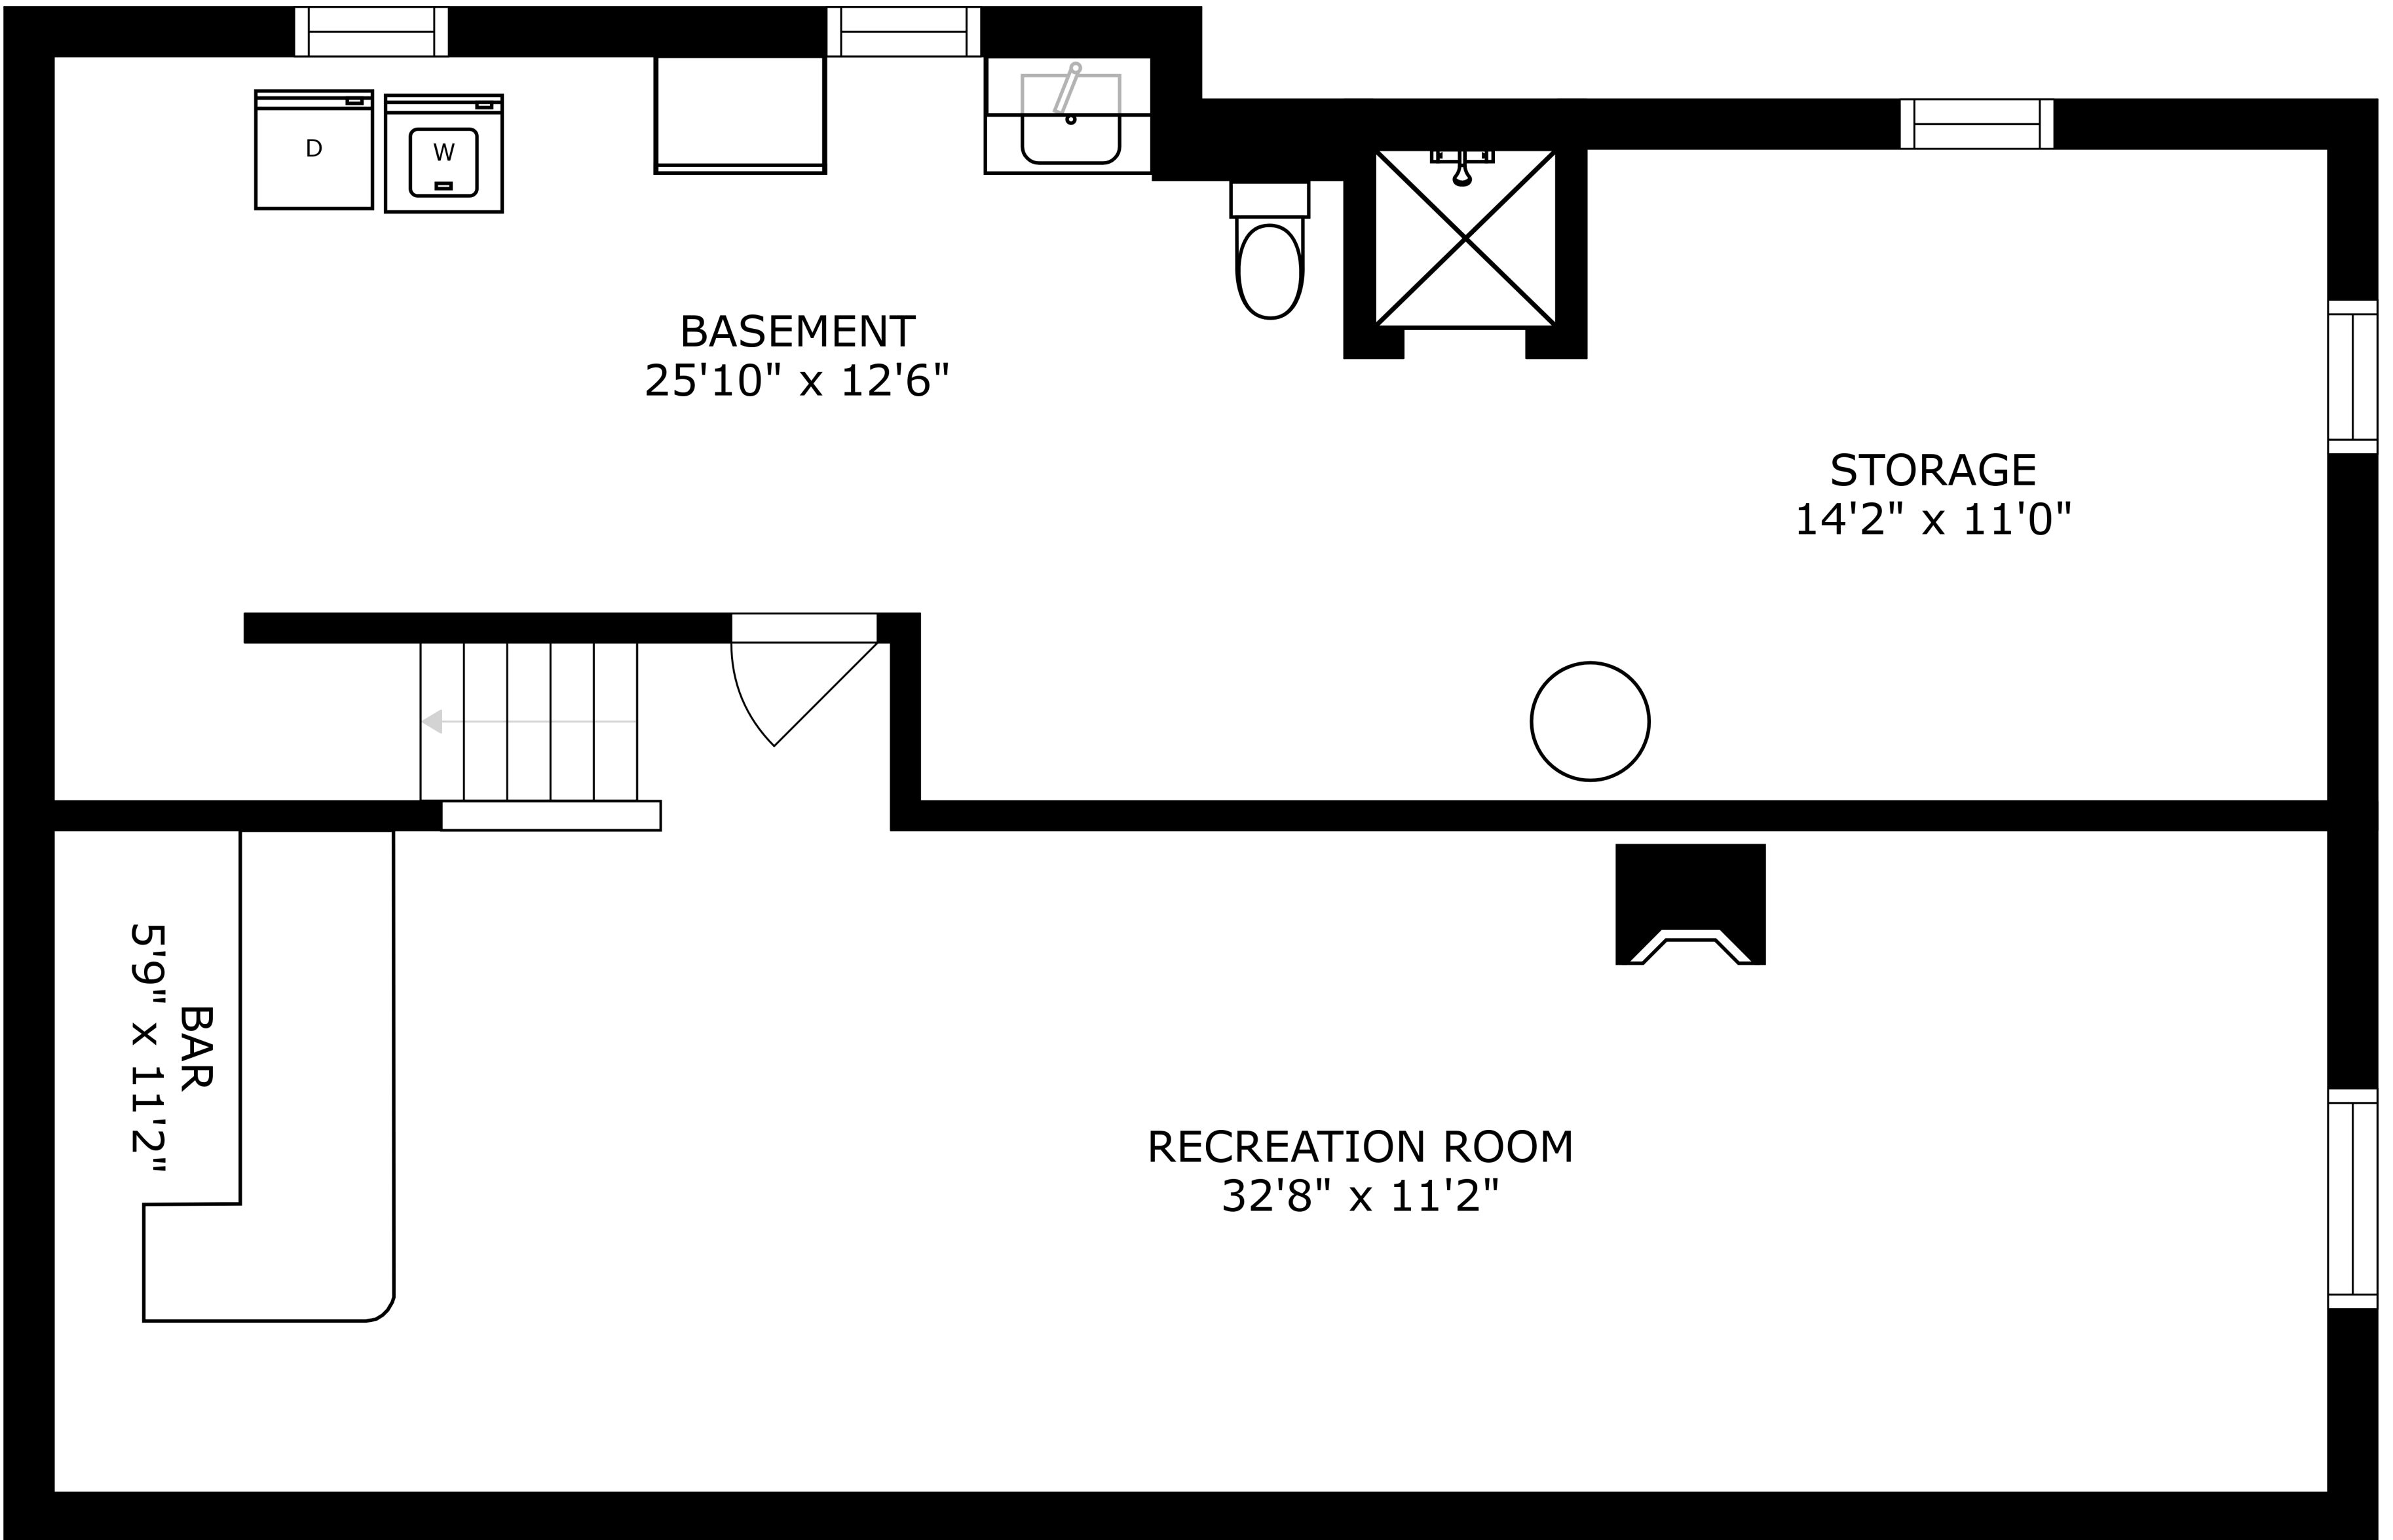 D
W
BASEMENT
25'10" x 12'6"
STORAGE
14'2" x 11'0"
BAR
5'9" x 11'2"
RECREATION ROOM
32'8" x 11'2"